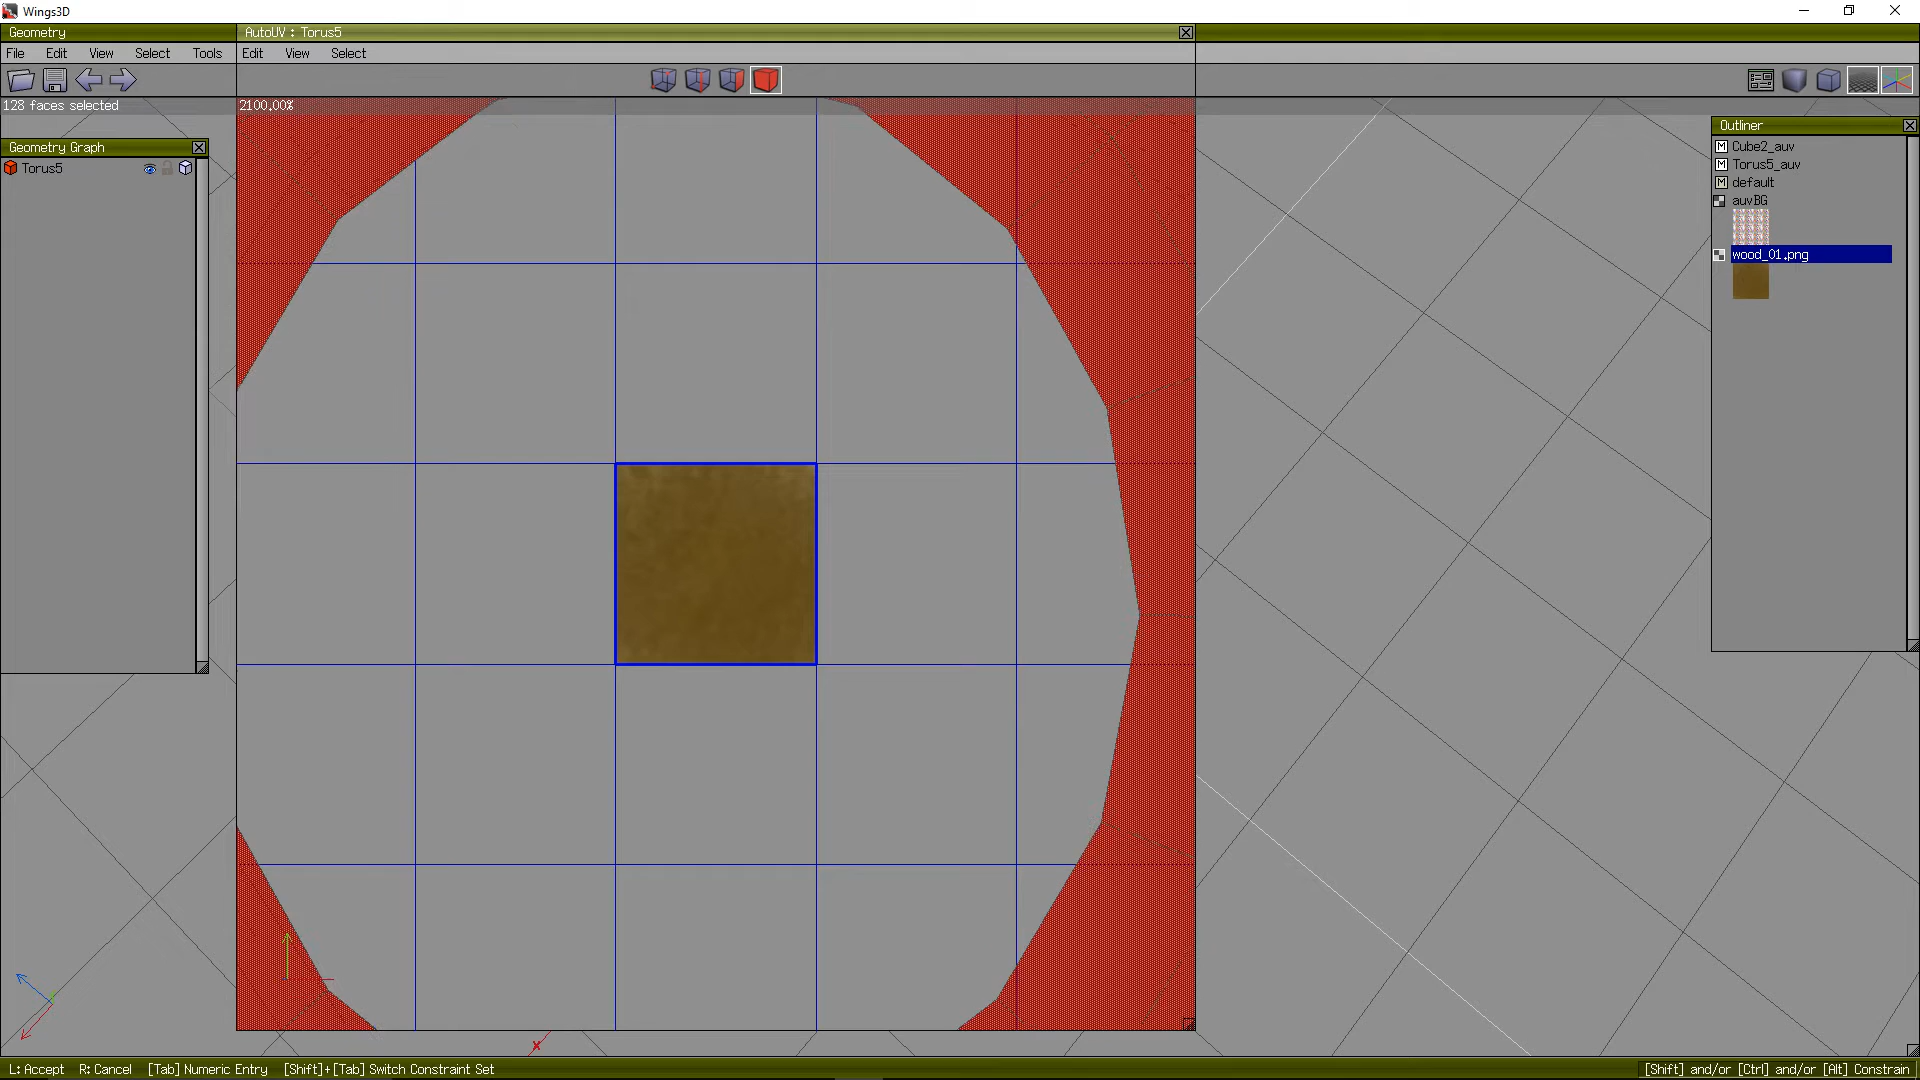 Wings3D
Geometry
AutoUV : Torus5
File Edit View Select Tools
Edit View Select
128 faces selected
2100.00%
Geometry Graph
Torus5
Outliner
M Cube2_auv
M Torus5_auv
M default
auvBG
wood_01.png
x
L: Accept R: Cancel [Tab] Numeric Entry [Shift]+[Tab] Switch Constraint Set
[Shift] and/or [Ctrl] and/or [Alt] Constrain